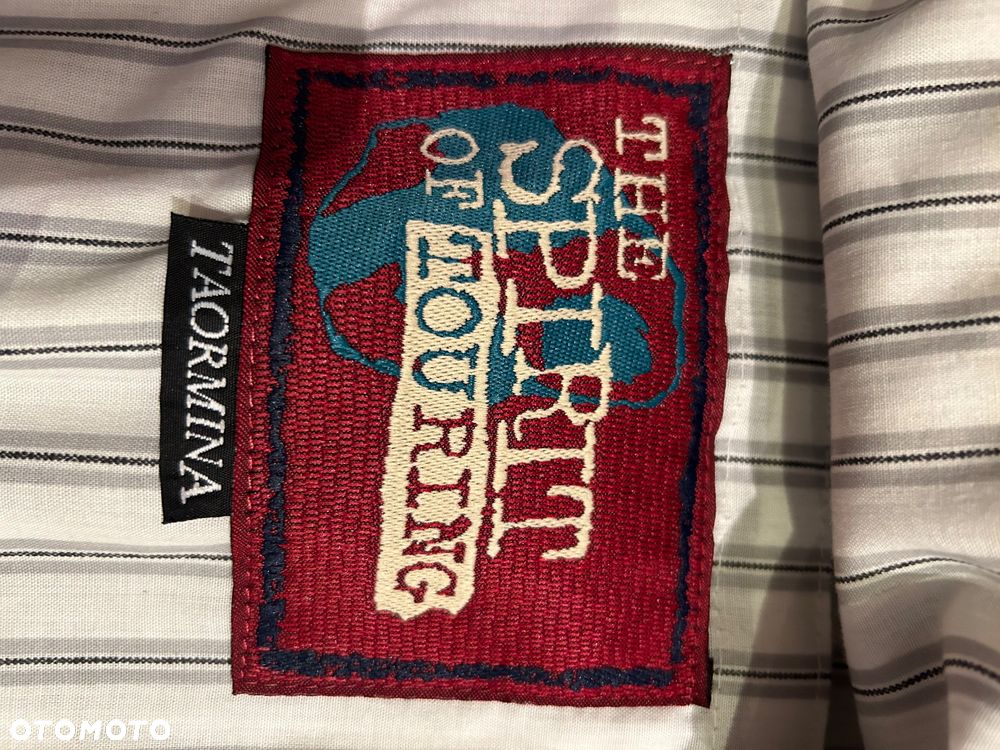 THE
SPIRIT
OF TOURING
TAORMINA
OTOMOTO